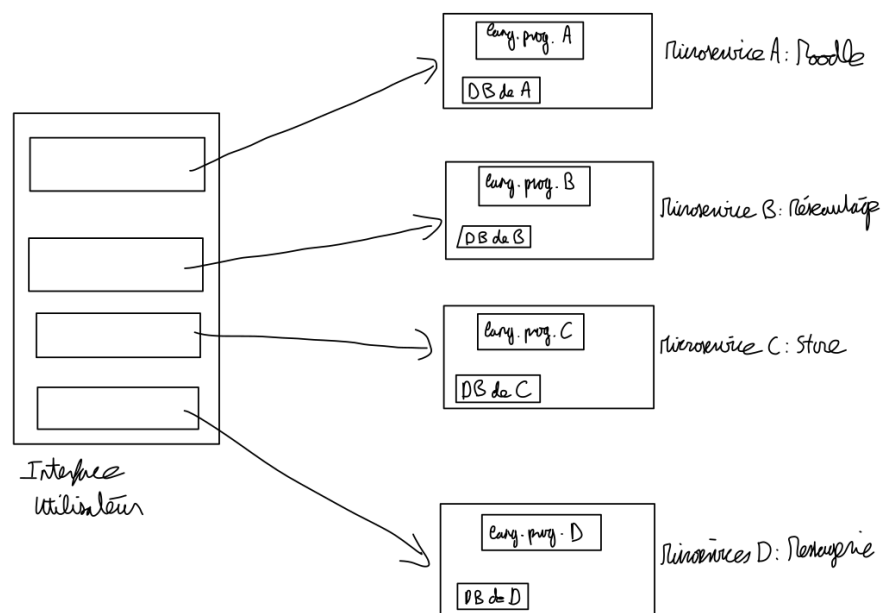 lang. prog. A
DB de A
Microservice A: Moodle
lang. prog. B
DB de B
Microservice B: Réseautage
lang. prog. C
DB de C
Microservice C: Store
Interface
Utilisateur
lang. prog. D
DB de D
Microservices D: Messagerie